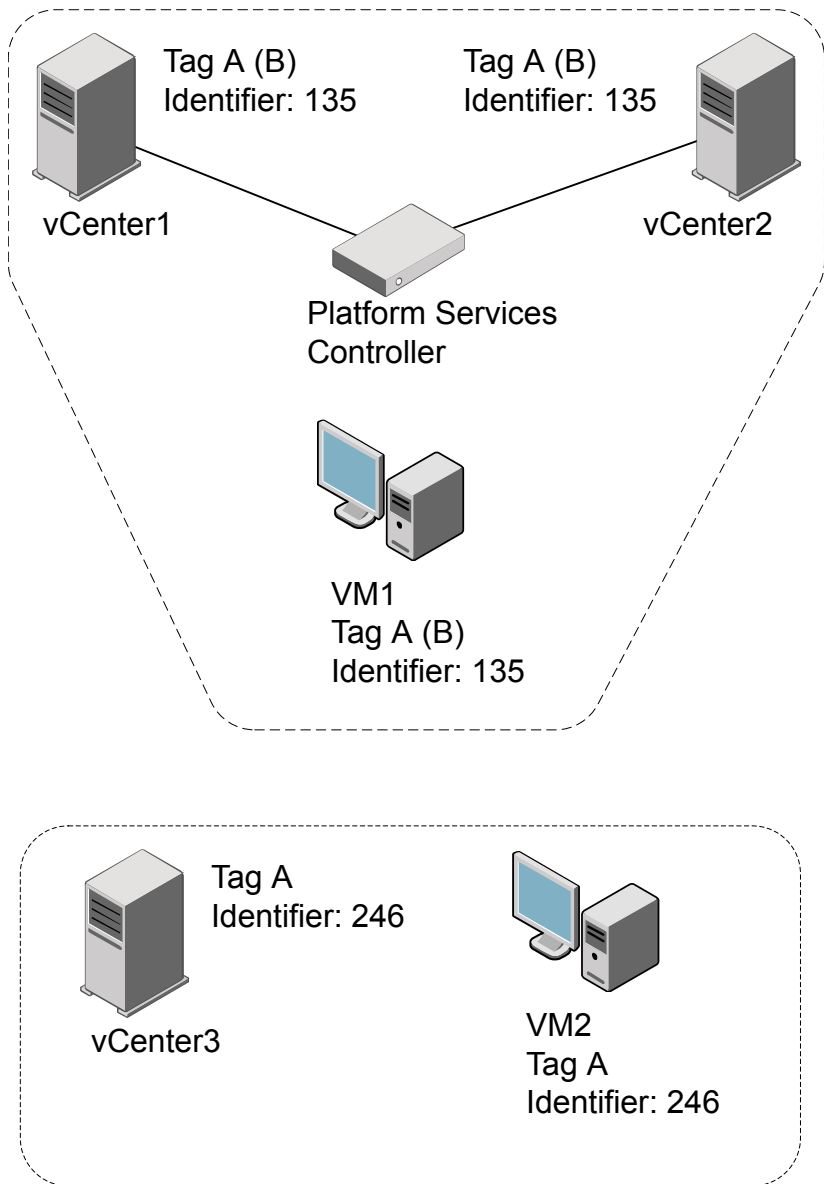 Tag A (B)
Identifier: 135
Tag A (B)
Identifier: 135
vCenter1
vCenter2
Platform Services
Controller
VM1
Tag A (B)
Identifier: 135
Tag A
Identifier: 246
vCenter3
VM2
Tag A
Identifier: 246